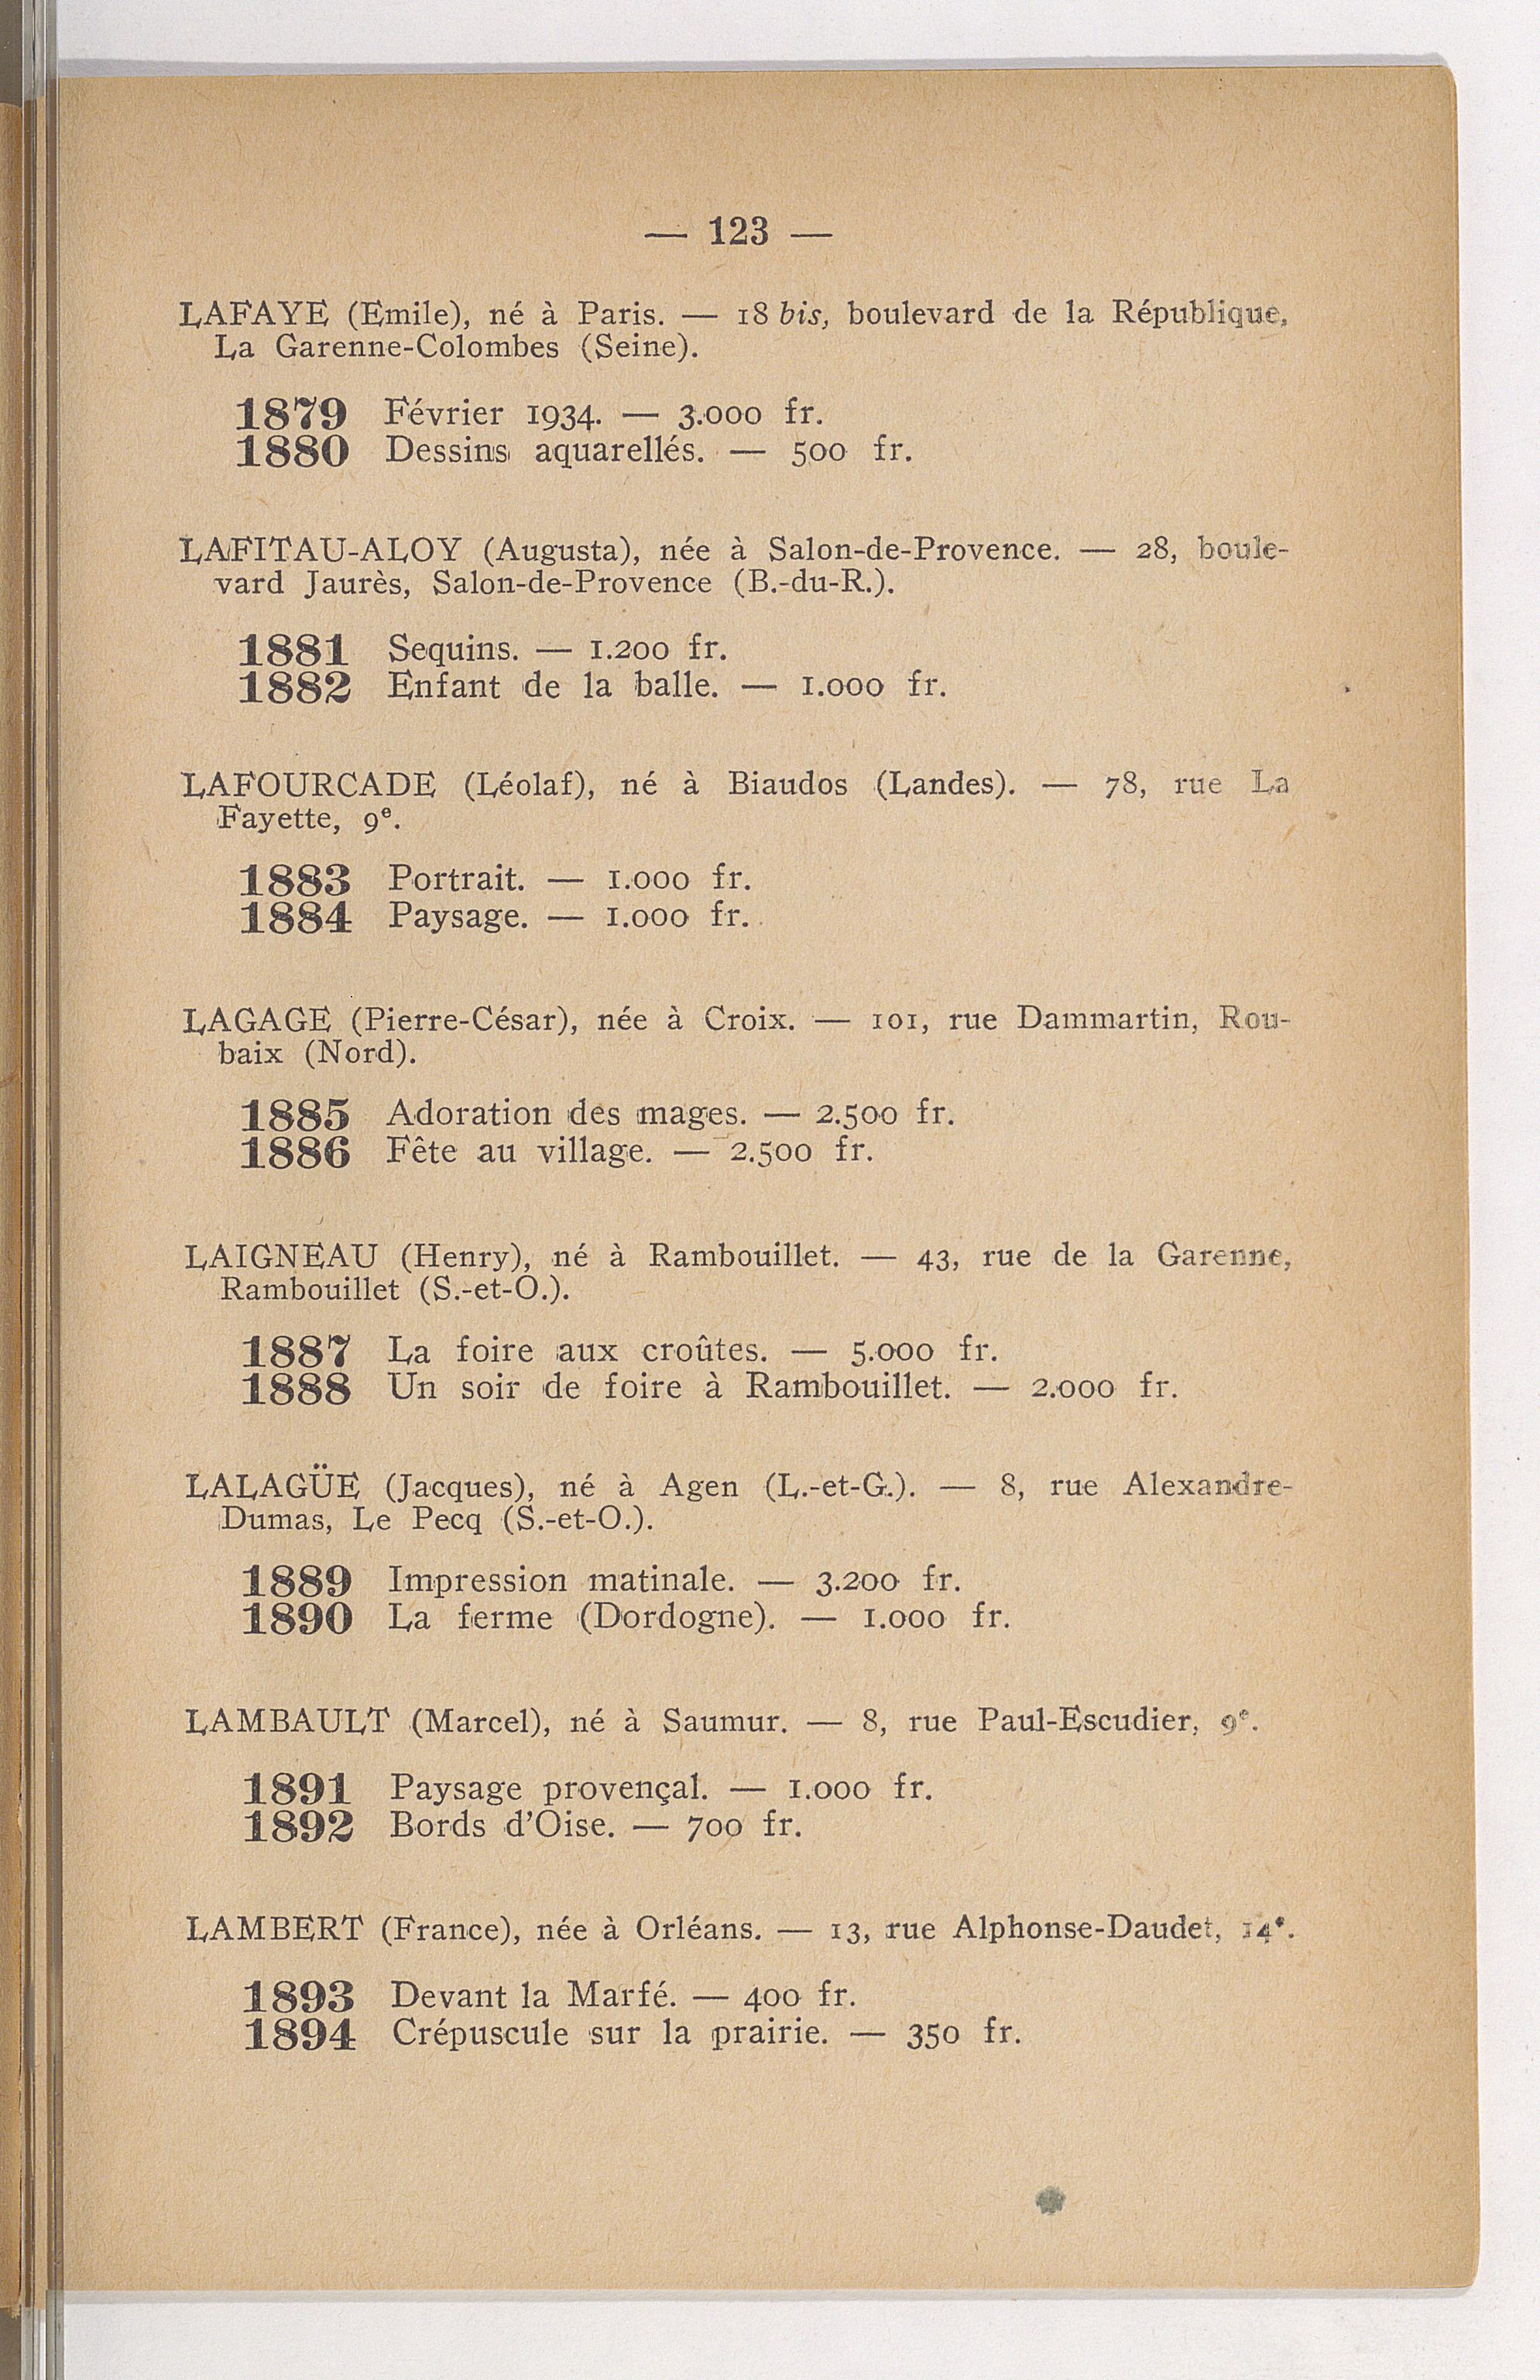 — 123 —
LAFAYE (Emile), né à Paris. — 18 bis, boulevard de la République,
La Garenne-Colombes (Seine).
1879 Février 1934. — 3.000 fr.
1880 Dessins aquarellés. — 500 fr.
LAFITAU-ALOY (Augusta), née à Salon-de-Provence. — 28, boule-
vard Jaurès, Salon-de-Provence (B.-du-R.).
1881 Sequins. — 1.200 fr.
1882 Enfant de la balle. — 1.000 fr.
LAFOURCADE (Léolaf), né à Biaudos (Landes). — 78, rue La
Fayette, 9e.
1883 Portrait. — 1.000 fr.
1884 Paysage. — 1.000 fr.
LAGAGE (Pierre-César), née à Croix. — 101, rue Dammartin, Rou-
baix (Nord).
1885 Adoration des mages. — 2.500 fr.
1886 Fête au village. — 2.500 fr.
LAIGNEAU (Henry), né à Rambouillet. — 43, rue de la Garenne,
Rambouillet (S.-et-O.).
1887 La foire aux croûtes. — 5.000 fr.
1888 Un soir de foire à Rambouillet. — 2.000 fr.
LALAGÜE (Jacques), né à Agen (L.-et-G.). — 8, rue Alexandre-
Dumas, Le Pecq (S.-et-O.).
1889 Impression matinale. — 3.200 fr.
1890 La ferme (Dordogne). — 1.000 fr.
LAMBAULT (Marcel), né à Saumur. — 8, rue Paul-Escudier, 9e.
1891 Paysage provençal. — 1.000 fr.
1892 Bords d'Oise. — 700 fr.
LAMBERT (France), née à Orléans. — 13, rue Alphonse-Daudet, 14e.
1893 Devant la Marfé. — 400 fr.
1894 Crépuscule sur la prairie. — 350 fr.